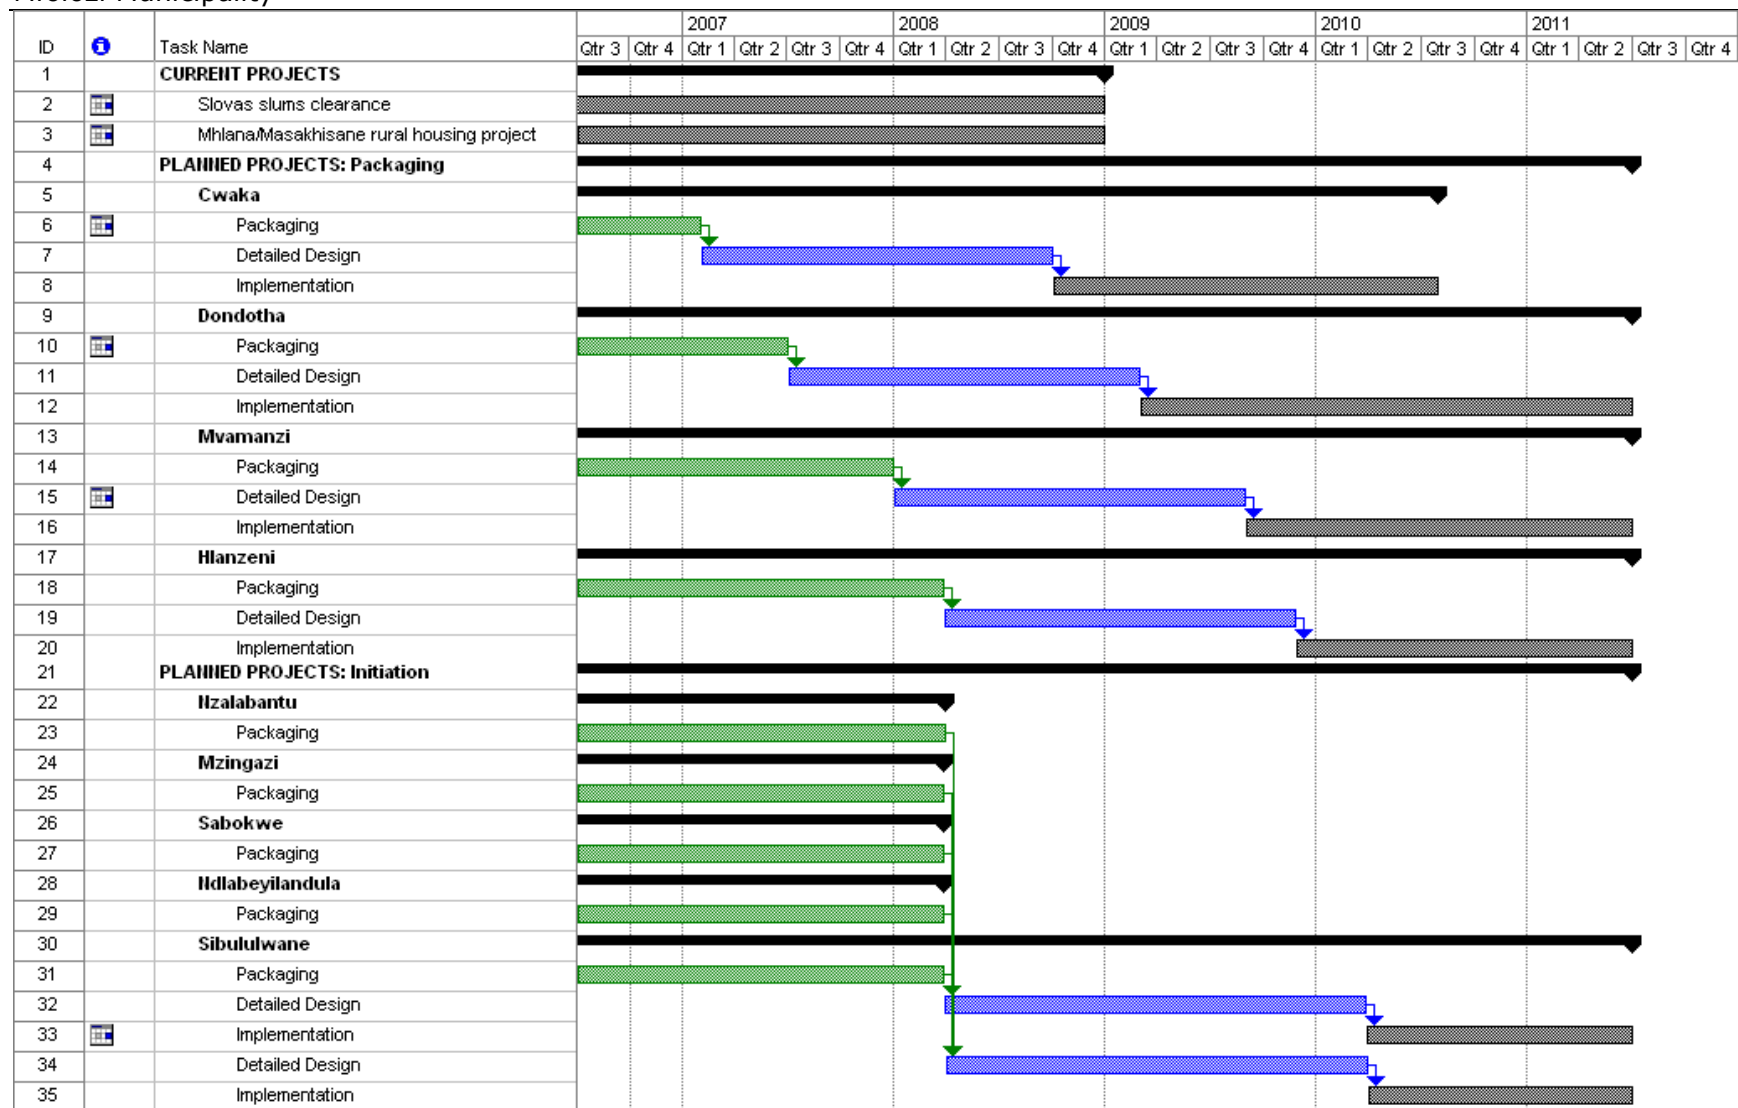 2007 2008 2009 2010 2011
ID Task Name Qtr 3 Qtr 4 Qtr 1 Qtr 2 Qtr 3 Qtr 4 Qtr 1 Qtr 2 Qtr 3 Qtr 4 Qtr 1 Qtr 2 Qtr 3 Qtr 4 Qtr 1 Qtr 2 Qtr 3 Qtr 4 Qtr 1 Qtr 2 Qtr 3 Qtr 4
1 CURRENT PROJECTS
2 Slovas slums clearance
3 Mhlana/Masakhisane rural housing project
4 PLANNED PROJECTS: Packaging
5 Cwaka
6 Packaging
7 Detailed Design
8 Implementation
9 Dondotha
10 Packaging
11 Detailed Design
12 Implementation
13 Mvamanzi
14 Packaging
15 Detailed Design
16 Implementation
17 Hlanzeni
18 Packaging
19 Detailed Design
20 Implementation
21 PLANNED PROJECTS: Initiation
22 Nzalabantu
23 Packaging
24 Mzingazi
25 Packaging
26 Sabokwe
27 Packaging
28 Ndlabeyilandula
29 Packaging
30 Sibululwane
31 Packaging
32 Detailed Design
33 Implementation
34 Detailed Design
35 Implementation